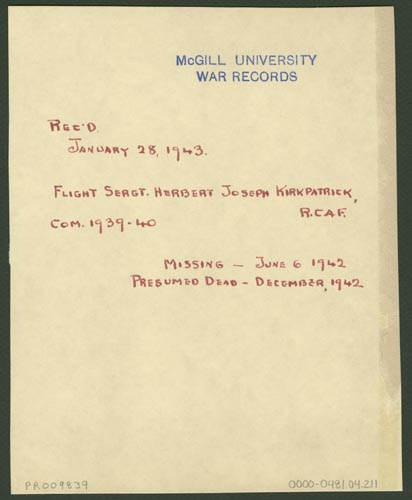 McGILL UNIVERSITY
WAR RECORDS
REC'D.
JANUARY 28, 1943.
FLIGHT SERGT. HERBERT JOSEPH KIRKPATRICK,
R.C.A.F.
COM. 1939-40
MISSING - JUNE 6 1942
PRESUMED DEAD - DECEMBER, 1942
PR009839
0000-0481.04.211